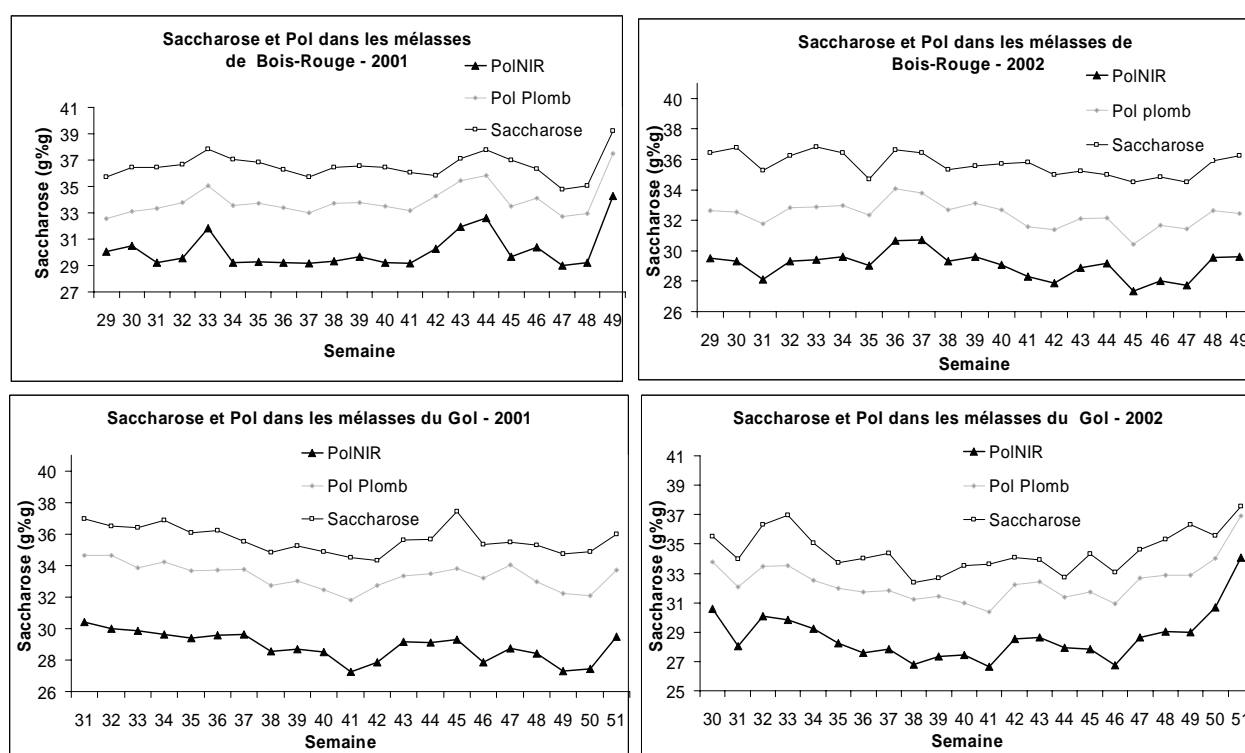 Saccharose et Pol dans les mélasses
de Bois-Rouge - 2001
PolNIR
Pol Plomb
Saccharose
Saccharose (g%g)
41
39
37
35
33
31
29
27
29 30 31 32 33 34 35 36 37 38 39 40 41 42 43 44 45 46 47 48 49
Semaine
Saccharose et Pol dans les mélasses de
Bois-Rouge - 2002
PolNIR
Pol plomb
Saccharose
Saccharose (g%g)
40
38
36
34
32
30
28
26
29 30 31 32 33 34 35 36 37 38 39 40 41 42 43 44 45 46 47 48 49
Semaine
Saccharose et Pol dans les mélasses du Gol - 2001
PolNIR
Pol Plomb
Saccharose
Saccharose (g%g)
40
38
36
34
32
30
28
26
31 32 33 34 35 36 37 38 39 40 41 42 43 44 45 46 47 48 49 50 51
Semaine
Saccharose et Pol dans les mélasses du Gol - 2002
PolNIR
Pol Plomb
Saccharose
Saccharose (g%g)
41
39
37
35
33
31
29
27
25
30 31 32 33 34 35 36 37 38 39 40 41 42 43 44 45 46 47 48 49 50 51
Semaine